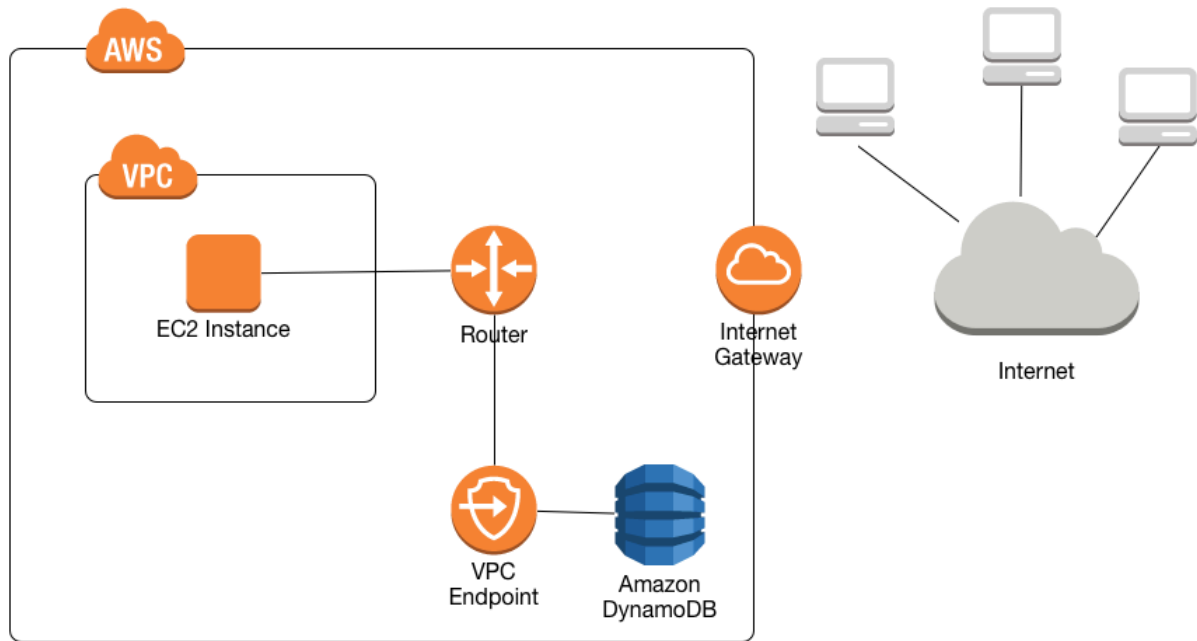 AWS
VPC
EC2 Instance
Router
Internet
Gateway
Internet
VPC
Endpoint
Amazon
DynamoDB